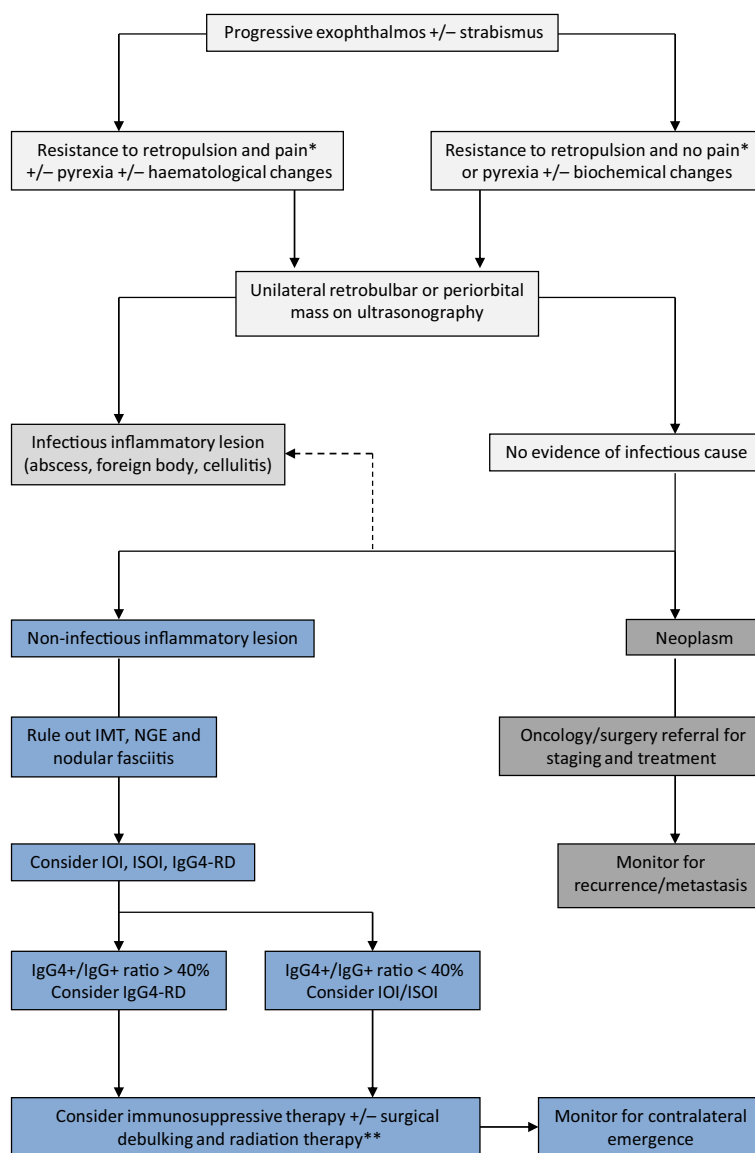 Progressive exophthalmos +/– strabismus
Resistance to retropulsion and pain*
+/– pyrexia +/– haematological changes
Resistance to retropulsion and no pain*
or pyrexia +/– biochemical changes
Unilateral retrobulbar or periorbital
mass on ultrasonography
Infectious inflammatory lesion
(abscess, foreign body, cellulitis)
No evidence of infectious cause
Non-infectious inflammatory lesion
Neoplasm
Rule out IMT, NGE and
nodular fasciitis
Oncology/surgery referral for
staging and treatment
Consider IOI, ISOI, IgG4-RD
Monitor for
recurrence/metastasis
IgG4+/IgG+ ratio > 40%
Consider IgG4-RD
IgG4+/IgG+ ratio < 40%
Consider IOI/ISOI
Consider immunosuppressive therapy +/– surgical
debulking and radiation therapy**
Monitor for contralateral
emergence